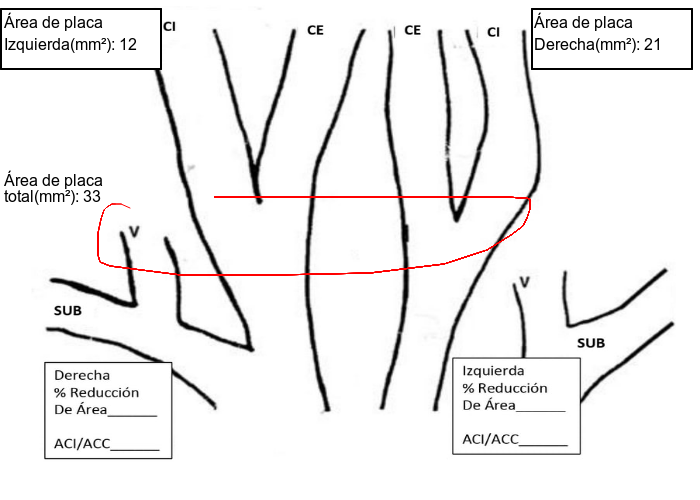 Área de placa
Izquierda(mm²): 12
CI
CE
CE
CI
Área de placa
Derecha(mm²): 21
Área de placa
total(mm²): 33
V
SUB
V
SUB
Derecha
% Reducción
De Área_______
ACI/ACC_______
Izquierda
% Reducción
De Área_______
ACI/ACC_______